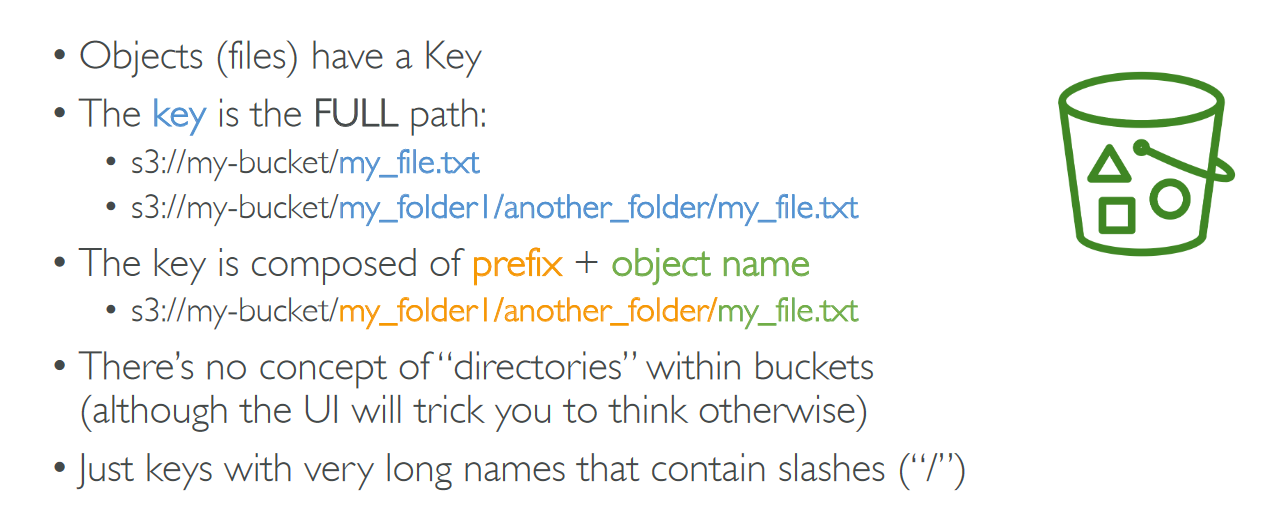 • Objects (files) have a Key
• The key is the FULL path:
• s3://my-bucket/my_file.txt
• s3://my-bucket/my_folder1/another_folder/my_file.txt
• The key is composed of prefix + object name
• s3://my-bucket/my_folder1/another_folder/my_file.txt
• There’s no concept of “directories” within buckets
(although the UI will trick you to think otherwise)
• Just keys with very long names that contain slashes (“/”)